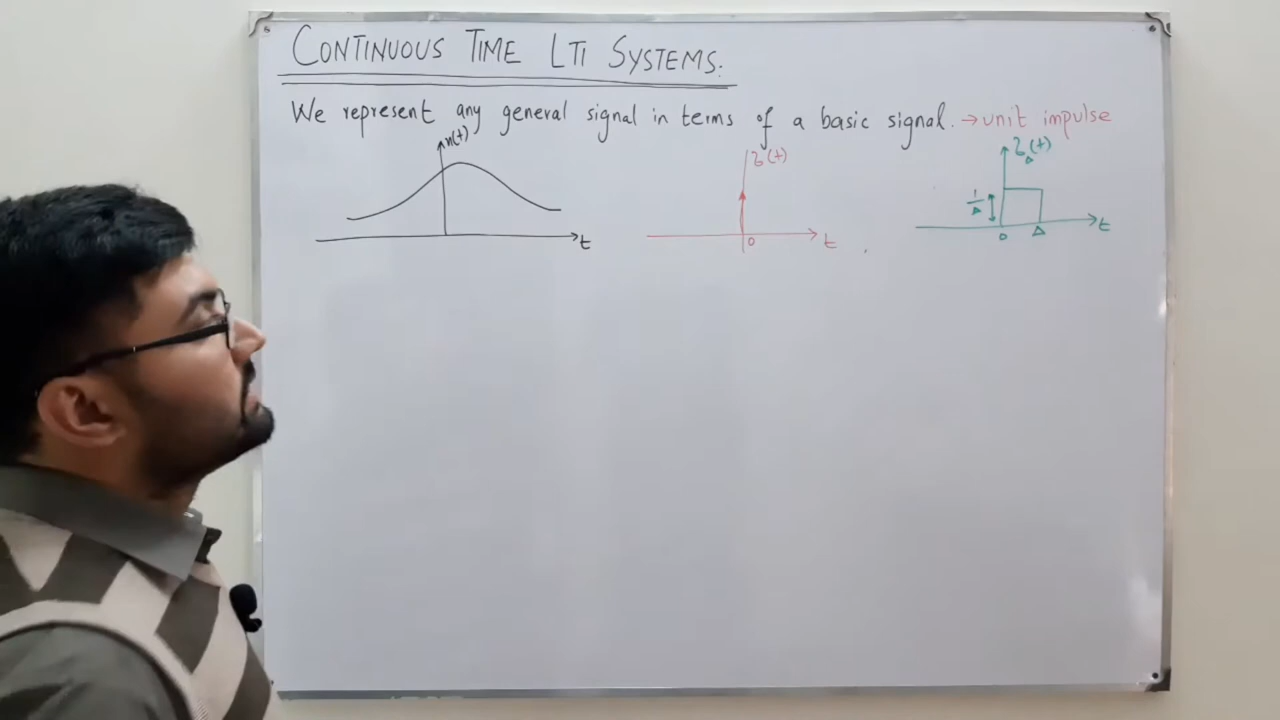 CONTINUOUS TIME LTI SYSTEMS:
We represent any general signal in terms of a basic signal. → unit impulse
x(t)
t
δ(t)
0
t
δ_Δ(t)
1/Δ
0
Δ
t